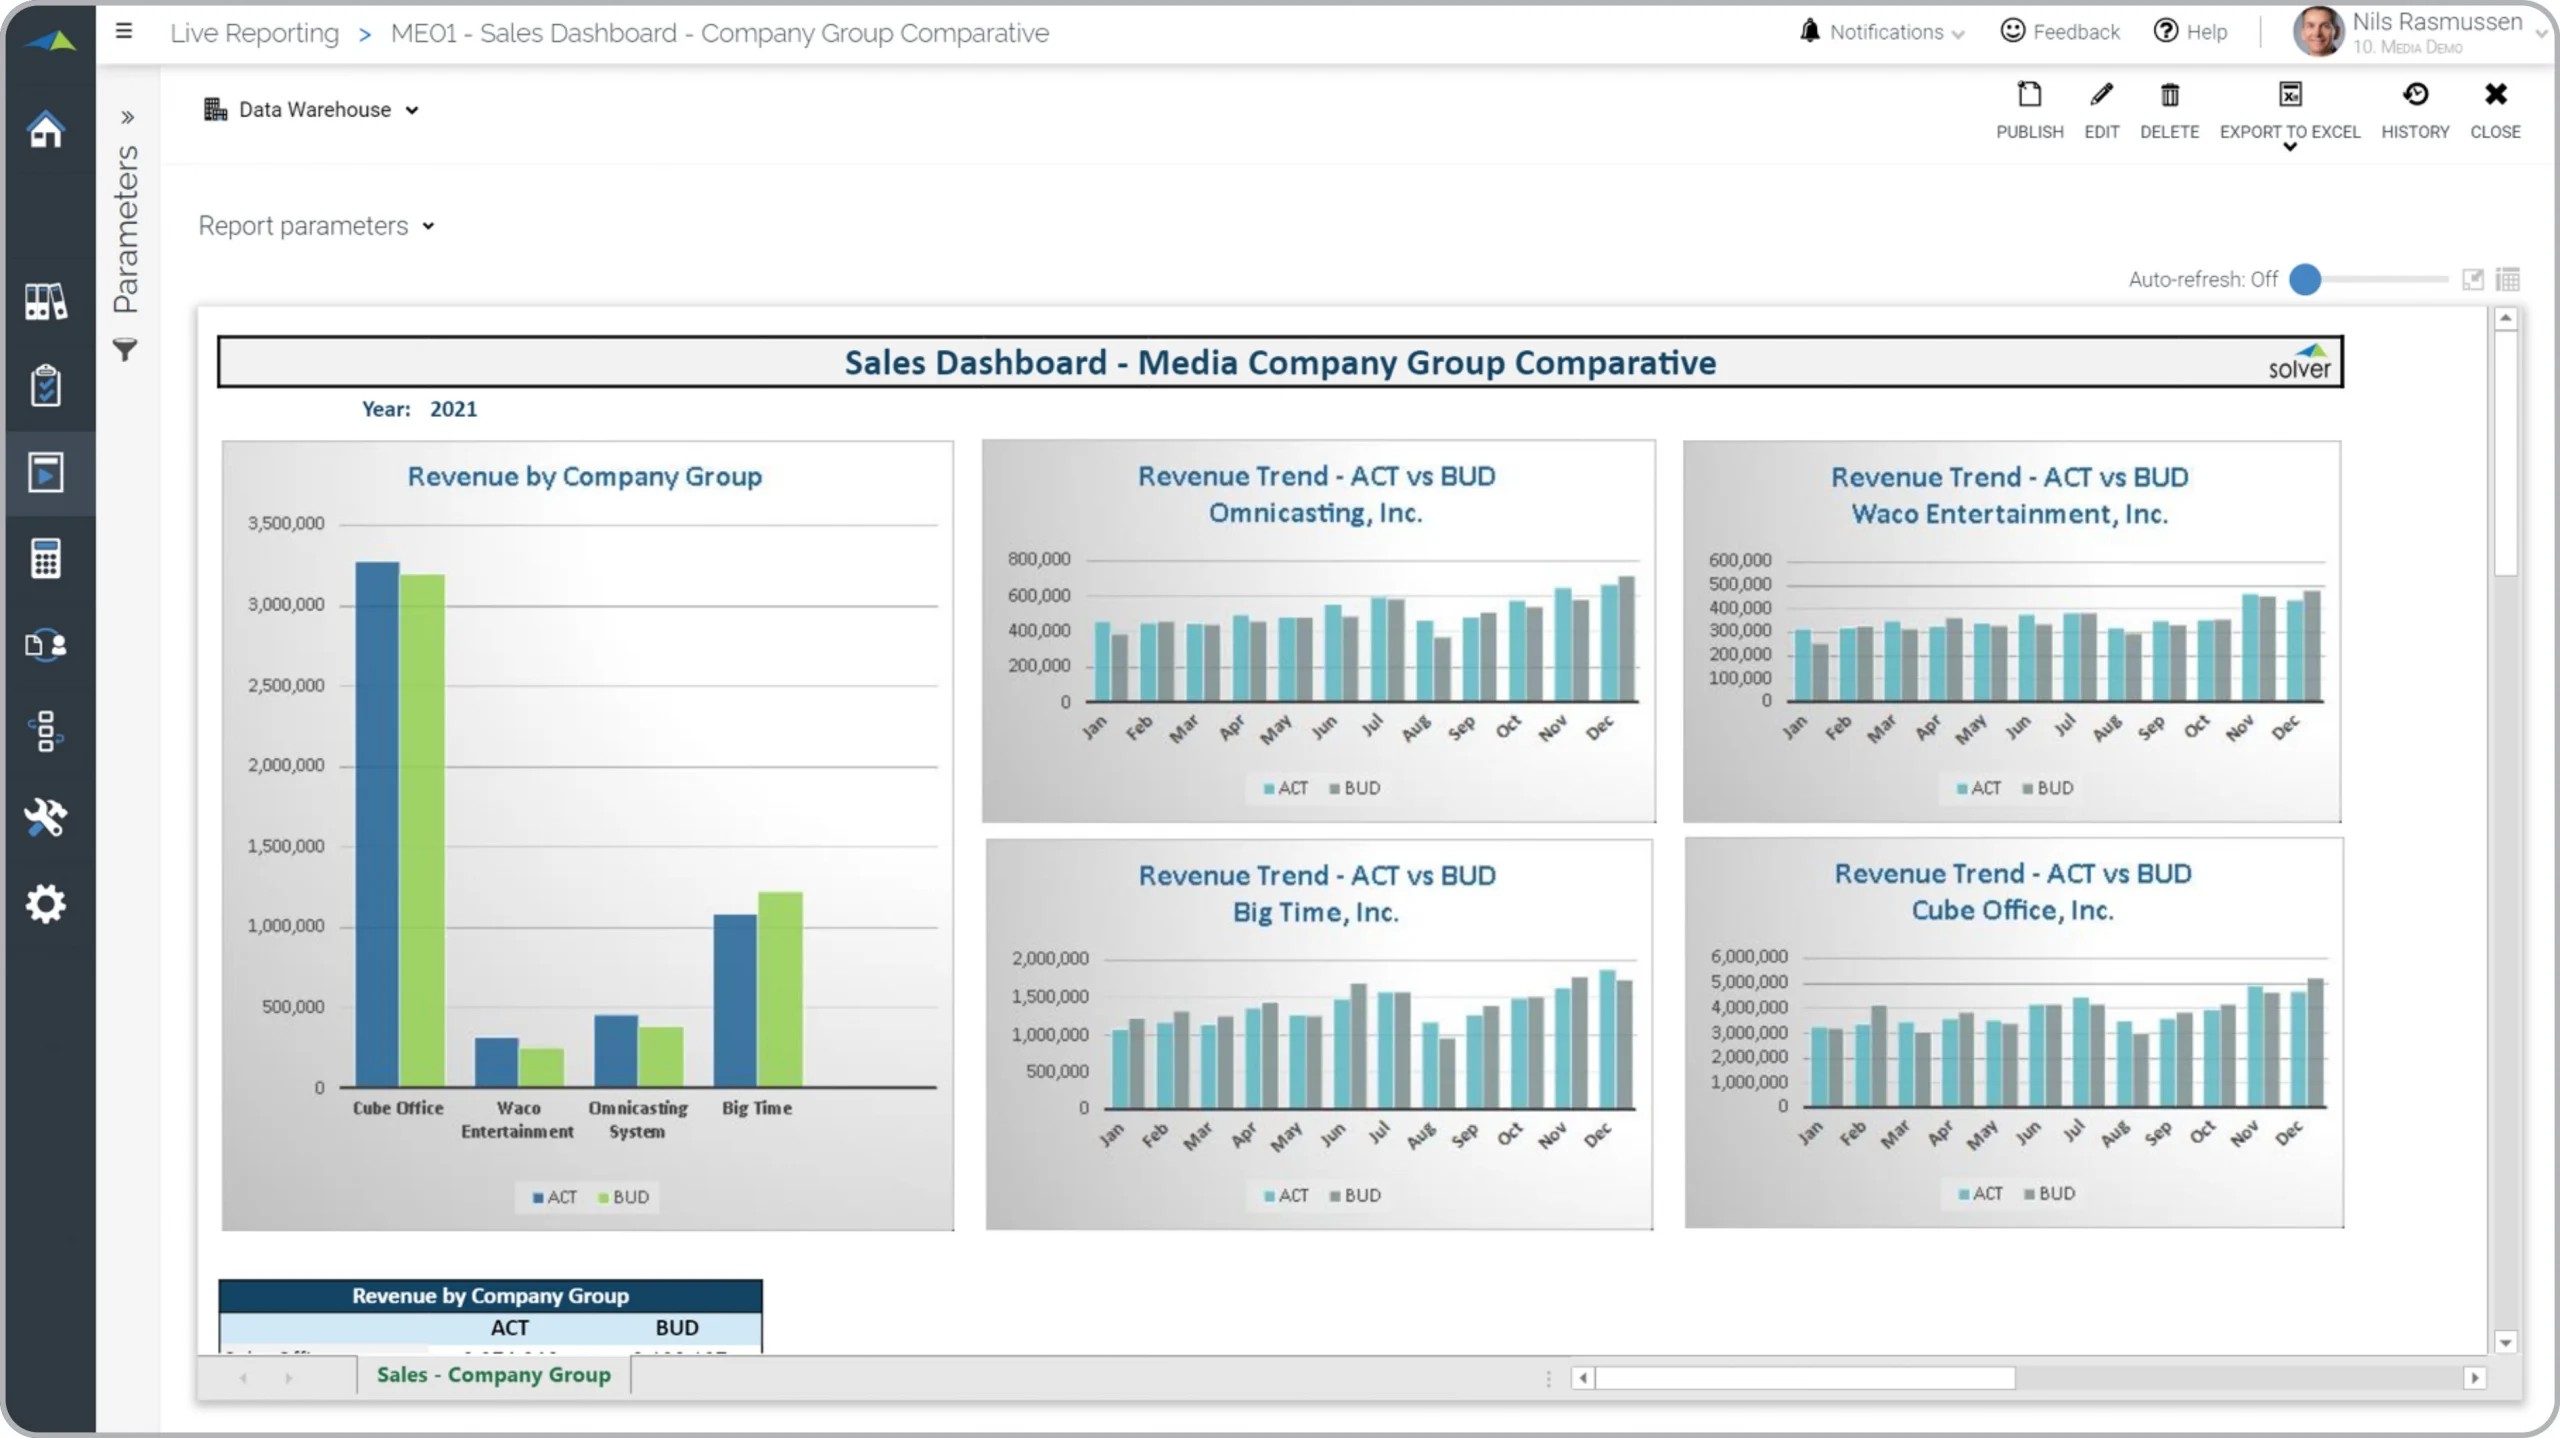 Live Reporting > ME01 - Sales Dashboard - Company Group Comparative
Notifications
Feedback
Help
Nils Rasmussen
10. Media Demo
Parameters
Data Warehouse
PUBLISH
EDIT
DELETE
EXPORT TO EXCEL
HISTORY
CLOSE
Report parameters
Auto-refresh: Off
Sales Dashboard - Media Company Group Comparative
solver
Year: 2021
Revenue by Company Group
3,500,000
3,000,000
2,500,000
2,000,000
1,500,000
1,000,000
500,000
0
Cube Office
Waco
Entertainment
Omnicasting
System
Big Time
ACT BUD
Revenue Trend - ACT vs BUD
Omnicasting, Inc.
800,000
600,000
400,000
200,000
0
Jan Feb Mar Apr May Jun Jul Aug Sep Oct Nov Dec
ACT BUD
Revenue Trend - ACT vs BUD
Waco Entertainment, Inc.
600,000
500,000
400,000
300,000
200,000
100,000
0
Jan Feb Mar Apr May Jun Jul Aug Sep Oct Nov Dec
ACT BUD
Revenue Trend - ACT vs BUD
Big Time, Inc.
2,000,000
1,500,000
1,000,000
500,000
0
Jan Feb Mar Apr May Jun Jul Aug Sep Oct Nov Dec
ACT BUD
Revenue Trend - ACT vs BUD
Cube Office, Inc.
6,000,000
5,000,000
4,000,000
3,000,000
2,000,000
1,000,000
0
Jan Feb Mar Apr May Jun Jul Aug Sep Oct Nov Dec
ACT BUD
Revenue by Company Group
ACT BUD
Sales - Company Group